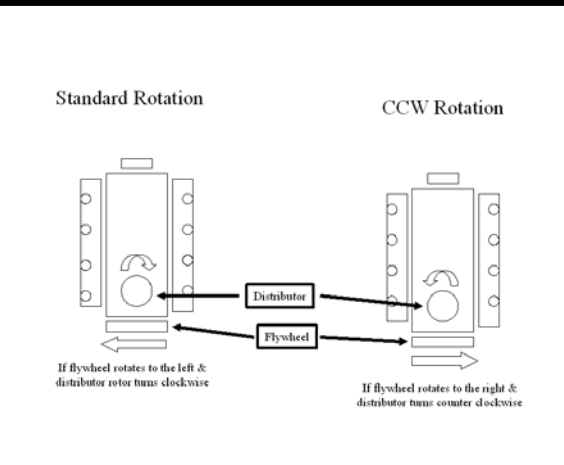 Standard Rotation
CCW Rotation
Distributor
Flywheel
If flywheel rotates to the left &
distributor rotor turns clockwise
If flywheel rotates to the right &
distributor turns counter clockwise